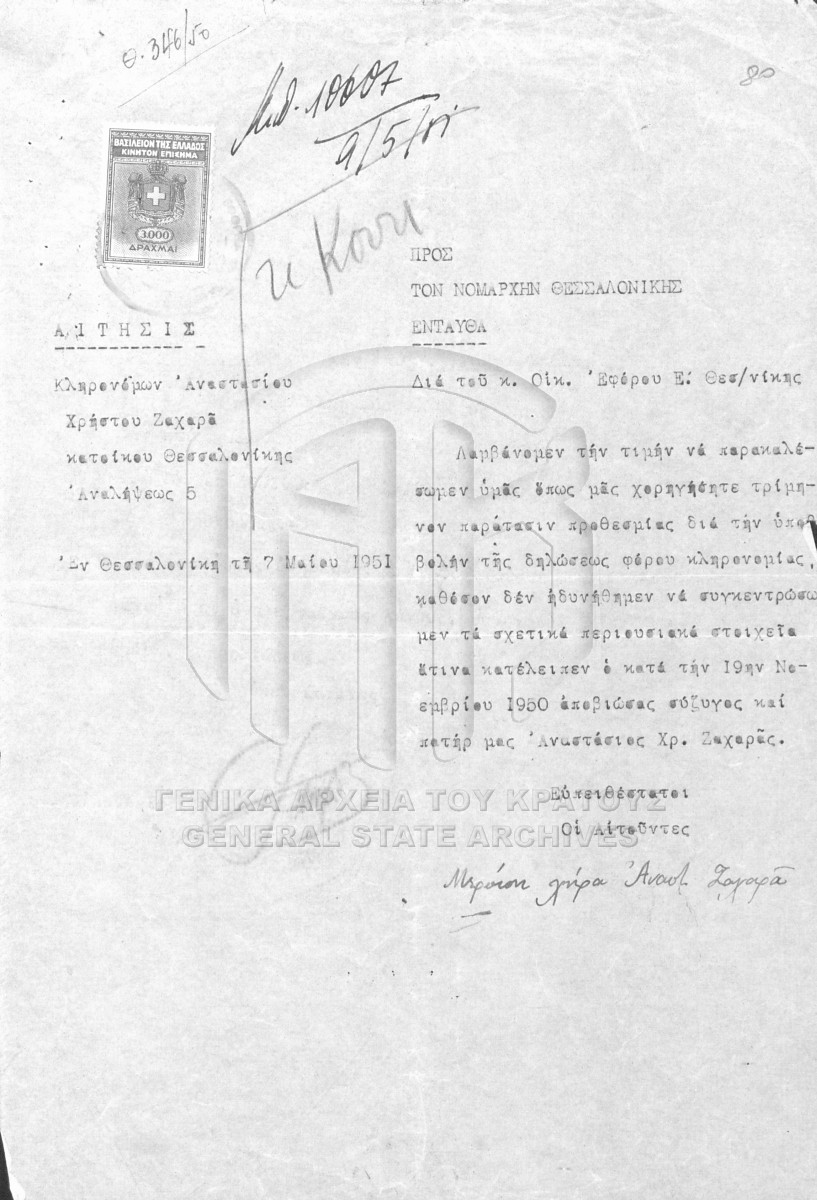 Θ. 346/50
80
9/5/51
ΒΑΣΙΛΕΙΟΝ ΤΗΣ ΕΛΛΑΔΟΣ
ΚΙΝΗΤΟΝ ΕΠΙΣΗΜΑ
3.000
ΔΡΑΧΜΑΙ
ΑΙΤΗΣΙΣ
Κληρονόμων Ἀναστασίου
Χρήστου Ζαχαρᾶ
κατοίκου Θεσσαλονίκης
Ἀναλήψεως 5
Ἐν Θεσσαλονίκη τῆ 7 Μαΐου 1951
ΠΡΟΣ
ΤΟΝ ΝΟΜΑΡΧΗΝ ΘΕΣΣΑΛΟΝΙΚΗΣ
ΕΝΤΑΥΘΑ
Διά τοῦ κ. Οἰκ. Ἐφόρου Ε΄. Θεσ/νίκης
Λαμβάνομεν τήν τιμήν νά παρακαλέ-
σωμεν ὑμᾶς ὅπως μᾶς χορηγήσητε τρίμη-
νον παράτασιν προθεσμίας διά τήν ὑποβ
βολήν τῆς δηλώσεως φόρου κληρονομίας,
καθόσον δέν ἠδυνήθημεν νά συγκεντρώσω
μεν τά σχετικά περιουσιακά στοιχεῖα
ἅτινα κατέλειπεν ὁ κατά τήν 19ην Νο-
εμβρίου 1950 ἀποβιώσας σύζυγος καί
πατήρ μας Ἀναστάσιος Χρ. Ζαχαρᾶς.
Εὐπειθέστατοι
Οἱ Αἰτοῦντες
χήρα Ἀναστ. Ζαχαρᾶ
ΓΕΝΙΚΑ ΑΡΧΕΙΑ ΤΟΥ ΚΡΑΤΟΥΣ
GENERAL STATE ARCHIVES